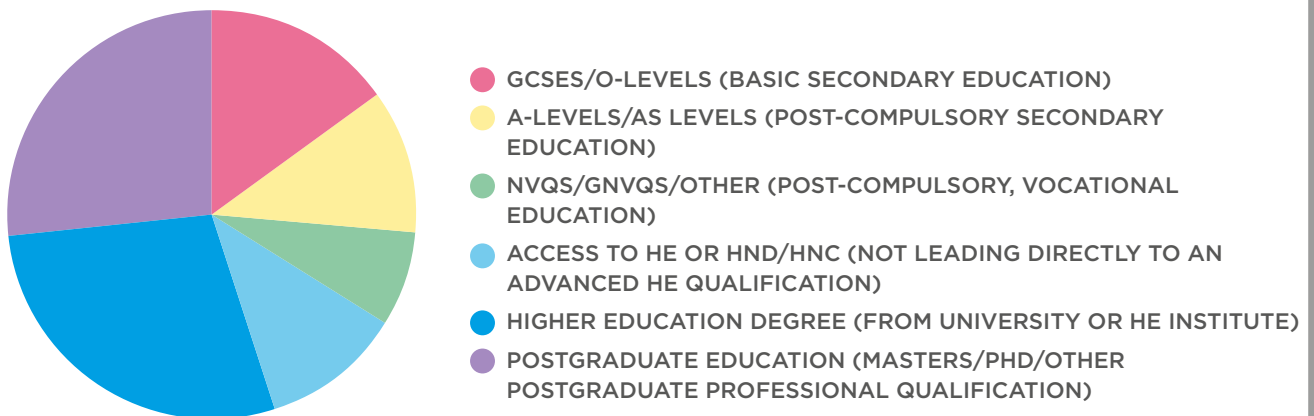 GCSES/O-LEVELS (BASIC SECONDARY EDUCATION)
A-LEVELS/AS LEVELS (POST-COMPULSORY SECONDARY
EDUCATION)
NVQS/GNVQS/OTHER (POST-COMPULSORY, VOCATIONAL
EDUCATION)
ACCESS TO HE OR HND/HNC (NOT LEADING DIRECTLY TO AN
ADVANCED HE QUALIFICATION)
HIGHER EDUCATION DEGREE (FROM UNIVERSITY OR HE INSTITUTE)
POSTGRADUATE EDUCATION (MASTERS/PHD/OTHER
POSTGRADUATE PROFESSIONAL QUALIFICATION)